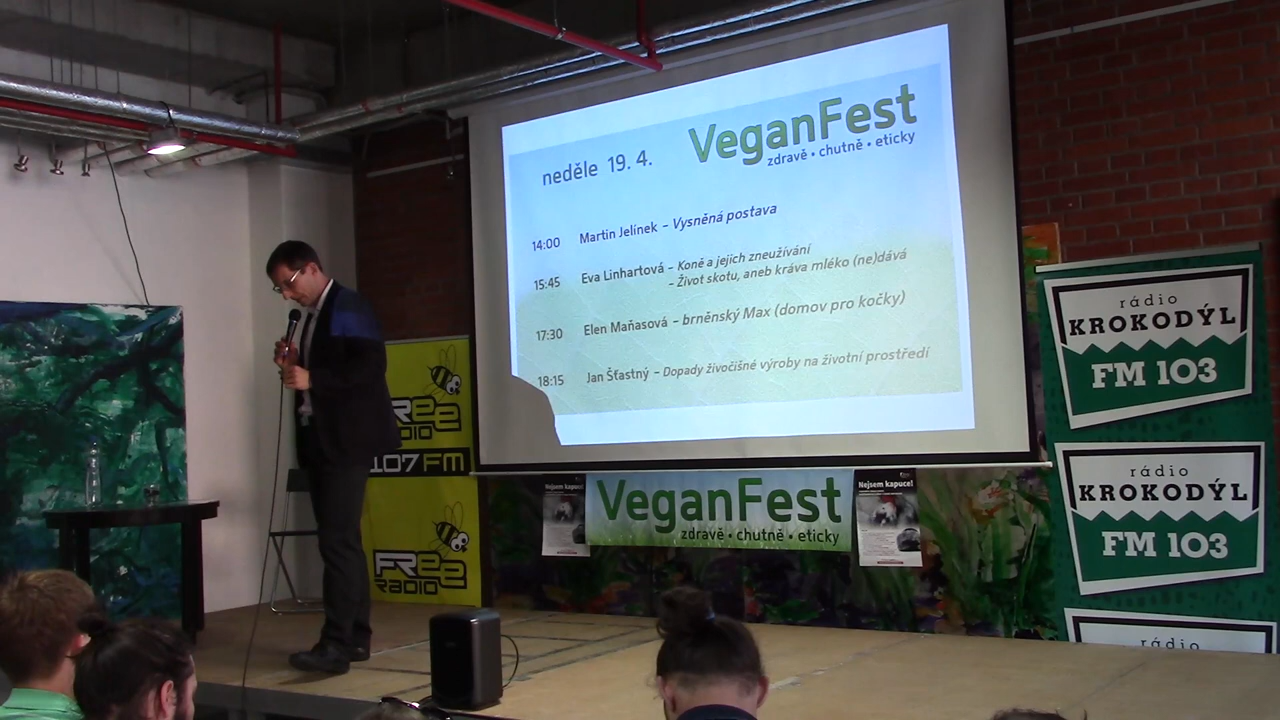 VeganFest
zdravě • chutně • eticky
neděle 19. 4.
14:00 Martin Jelínek – Vysněná postava
15:45 Eva Linhartová – Koně a jejich zneužívání
– Život skotu, aneb kráva mléko (ne)dává
17:30 Elen Maňasová – brněnský Max (domov pro kočky)
18:15 Jan Šťastný – Dopady živočišné výroby na životní prostředí
FRee
RADIO
107 FM
FRee
RADIO
Nejsem kapuce!
VeganFest
zdravě • chutně • eticky
Nejsem kapuce!
rádio
KROKODÝL
FM 103
rádio
KROKODÝL
FM 103
rádio